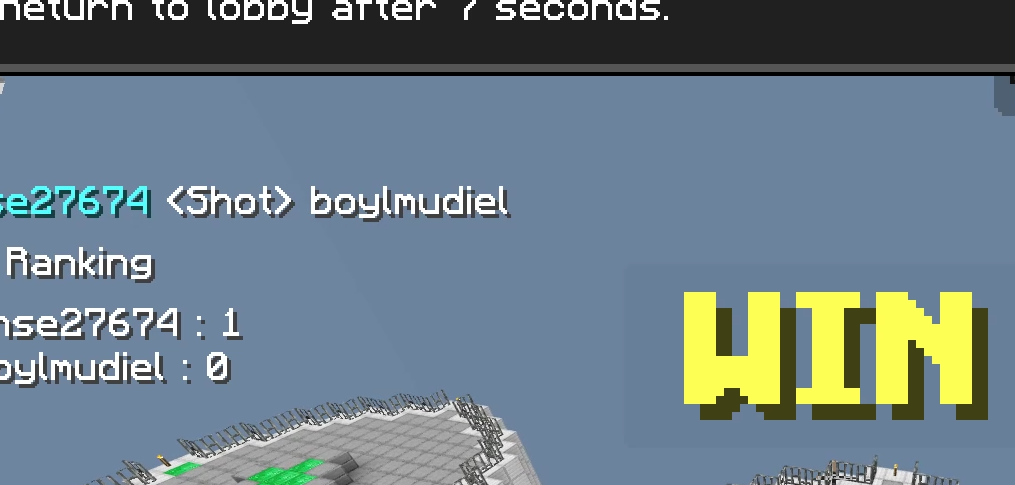 return to lobby after 7 seconds.
se27674 <Shot> boylmudiel
Ranking
nse27674 : 1
oylmudiel : 0
WIN